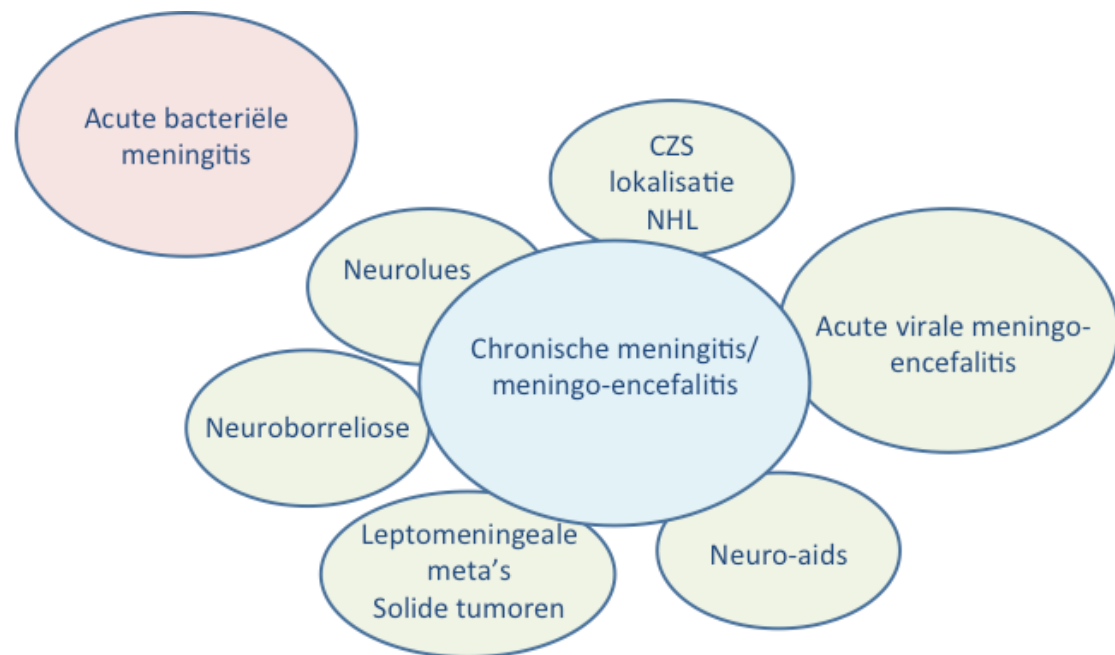 Acute bacteriële
meningitis
CZS
lokalisatie
NHL
Neurolues
Acute virale meningo-
encefalitis
Chronische meningitis/
meningo-encefalitis
Neuroborreliose
Leptomeningeale
meta's
Solide tumoren
Neuro-aids